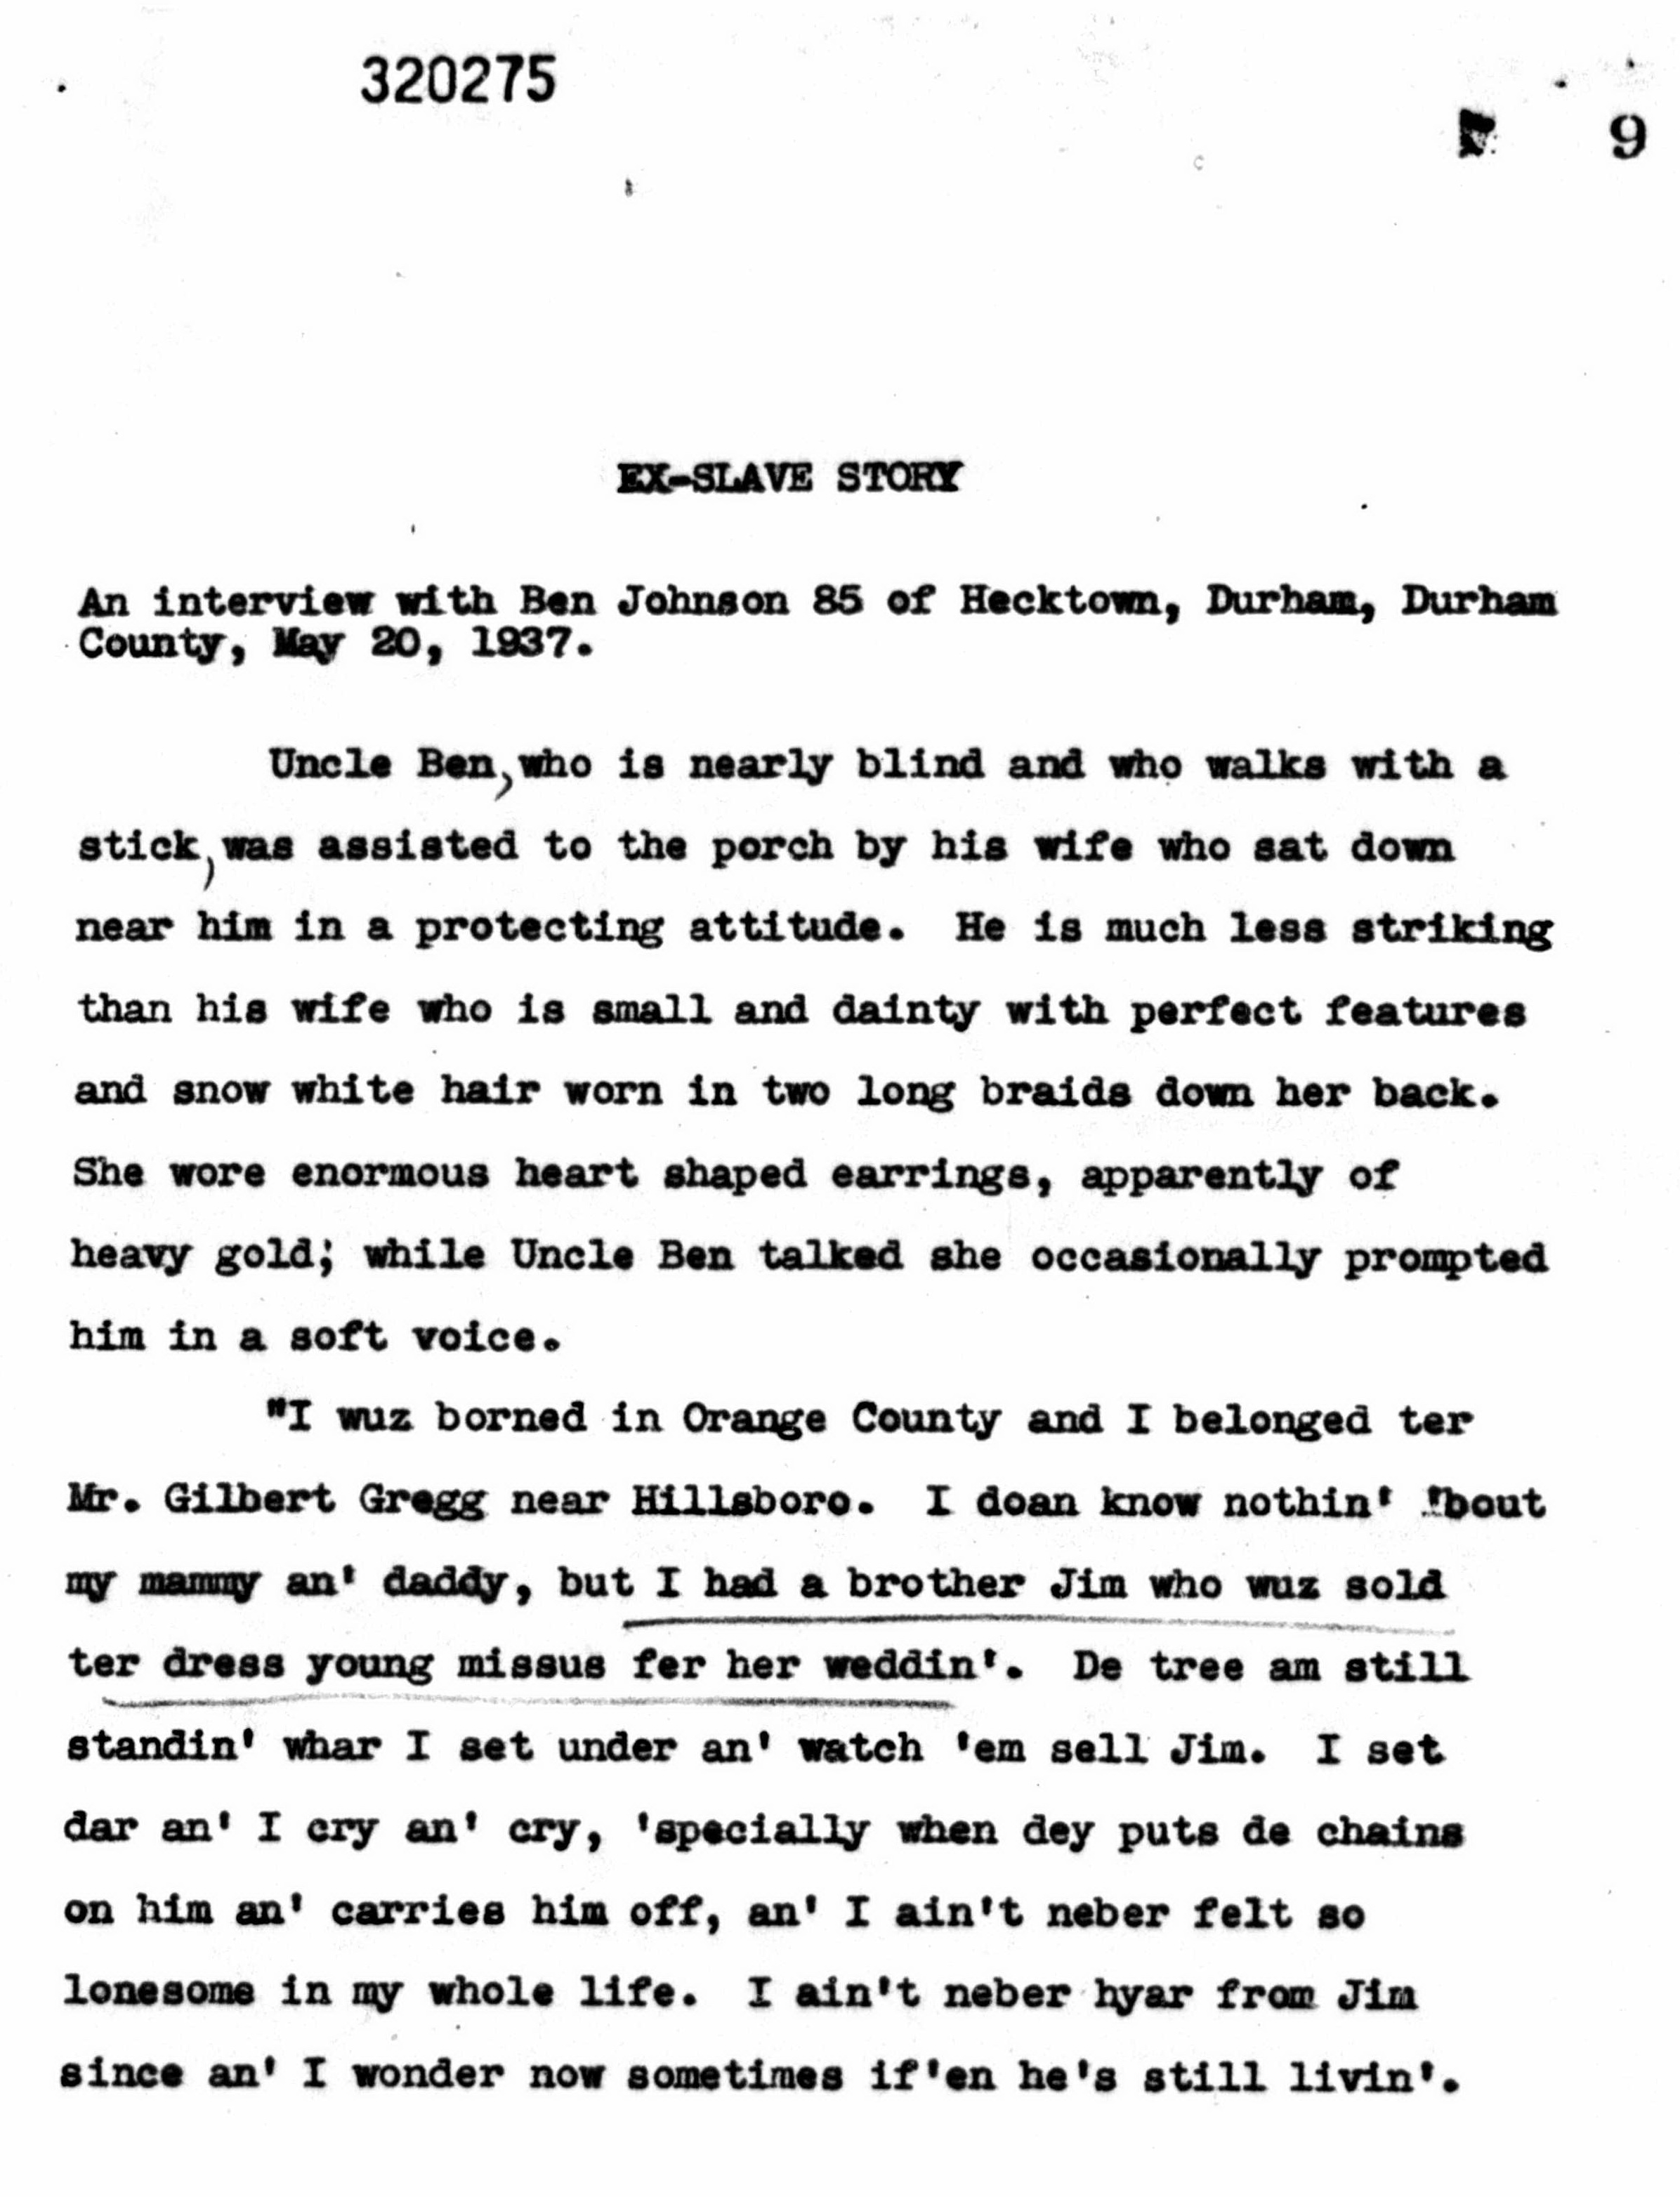 320275
9
EX-SLAVE STORY
An interview with Ben Johnson 85 of Hecktown, Durham, Durham
County, May 20, 1937.
Uncle Ben, who is nearly blind and who walks with a
stick, was assisted to the porch by his wife who sat down
near him in a protecting attitude. He is much less striking
than his wife who is small and dainty with perfect features
and snow white hair worn in two long braids down her back.
She wore enormous heart shaped earrings, apparently of
heavy gold; while Uncle Ben talked she occasionally prompted
him in a soft voice.
"I wuz borned in Orange County and I belonged ter
Mr. Gilbert Gregg near Hillsboro. I doan know nothin' 'bout
my mammy an' daddy, but I had a brother Jim who wuz sold
ter dress young missus fer her weddin'. De tree am still
standin' whar I set under an' watch 'em sell Jim. I set
dar an' I cry an' cry, 'specially when dey puts de chains
on him an' carries him off, an' I ain't neber felt so
lonesome in my whole life. I ain't neber hyar from Jim
since an' I wonder now sometimes if'en he's still livin'.